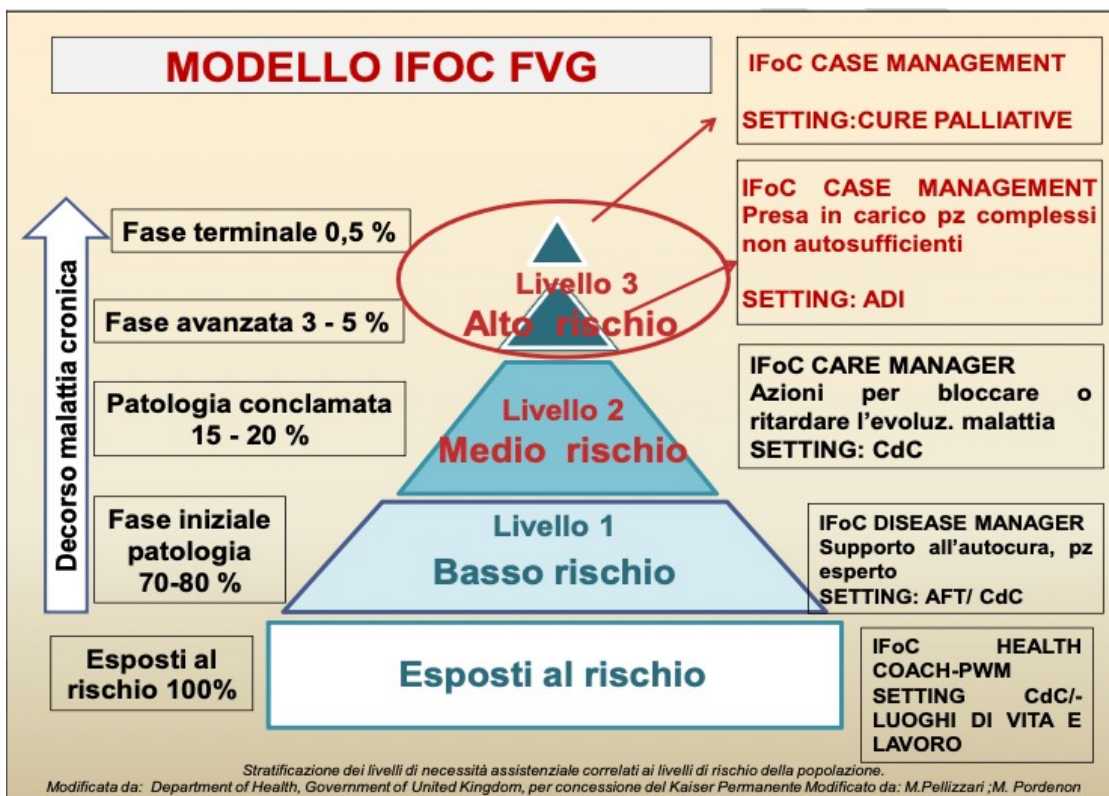 MODELLO IFOC FVG
IFoC CASE MANAGEMENT
SETTING:CURE PALLIATIVE
IFoC CASE MANAGEMENT
Presa in carico pz complessi
non autosufficienti
SETTING: ADI
IFoC CARE MANAGER
Azioni per bloccare o
ritardare l'evoluz. malattia
SETTING: CdC
IFoC DISEASE MANAGER
Supporto all'autocura, pz
esperto
SETTING: AFT/ CdC
IFoC HEALTH
COACH-PWM
SETTING CdC/-
LUOGHI DI VITA E
LAVORO
Decorso malattia cronica
Fase terminale 0,5 %
Fase avanzata 3 - 5 %
Patologia conclamata
15 - 20 %
Fase iniziale
patologia
70-80 %
Esposti al
rischio 100%
Livello 3
Alto rischio
Livello 2
Medio rischio
Livello 1
Basso rischio
Esposti al rischio
Stratificazione dei livelli di necessità assistenziale correlati ai livelli di rischio della popolazione.
Modificata da: Department of Health, Government of United Kingdom, per concessione del Kaiser Permanente Modificato da: M.Pellizzari ;M. Pordenon